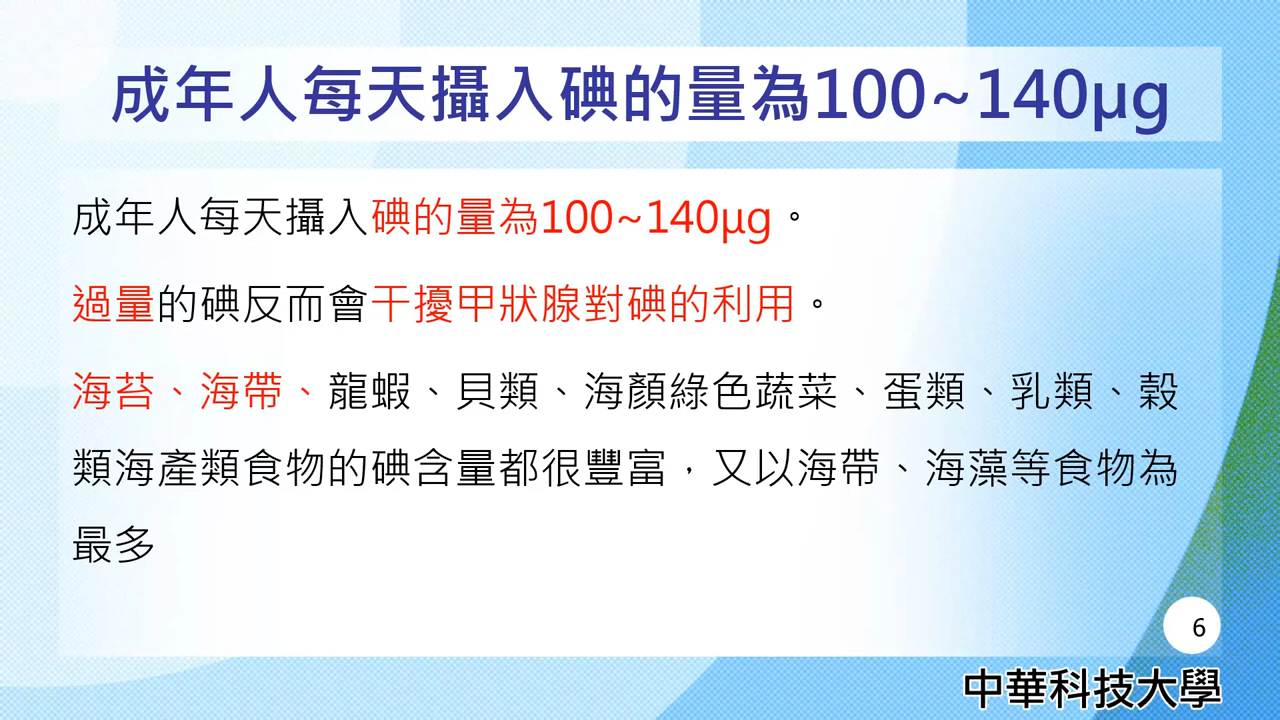 成年人每天攝入碘的量為100~140μg
成年人每天攝入碘的量為100~140μg。
過量的碘反而會干擾甲狀腺對碘的利用。
海苔、海帶、龍蝦、貝類、海顏綠色蔬菜、蛋類、乳類、穀
類海產類食物的碘含量都很豐富，又以海帶、海藻等食物為
最多
6
中華科技大學